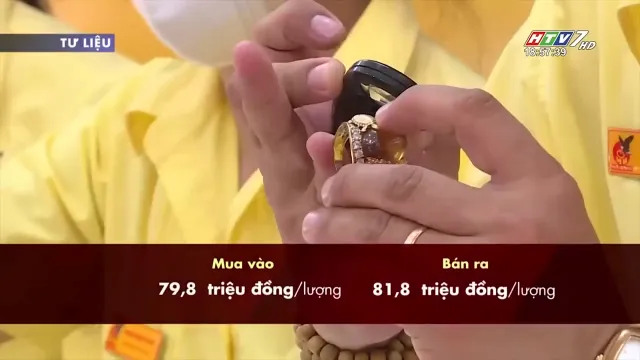 TƯ LIỆU
HTV7 HD
18:57:39
Mua vào
Bán ra
79,8 triệu đồng/lượng
81,8 triệu đồng/lượng